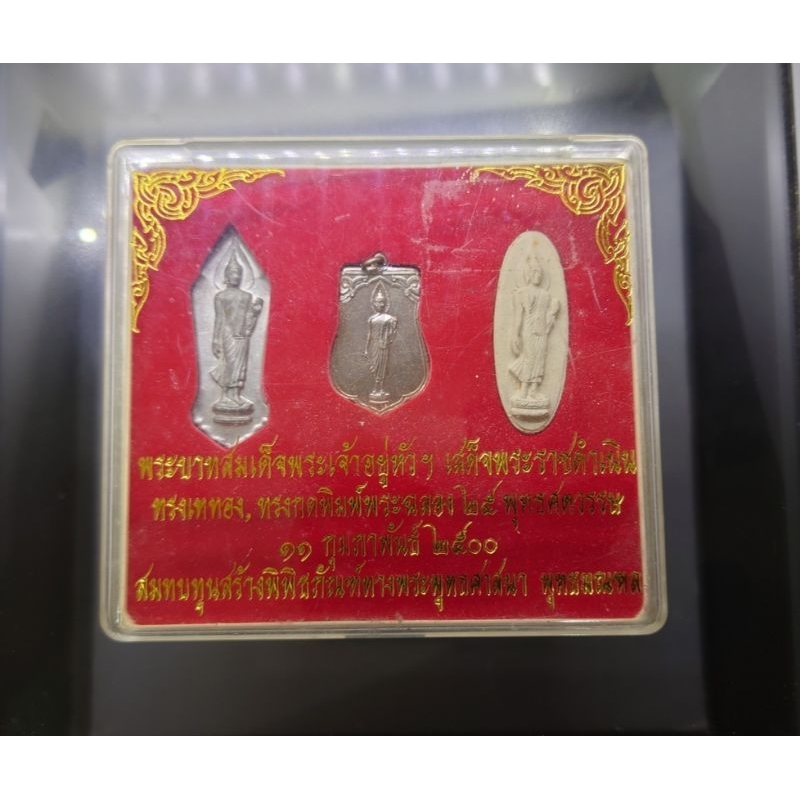 พระบาทสมเด็จพระเจ้าอยู่หัวฯ เสด็จพระราชดำเนิน
ทรงเททอง, ทรงกดพิมพ์พระฉลอง ๒๕ พุทธศตวรรษ
๑๑ กุมภาพันธ์ ๒๕๐๐
สมทบทุนสร้างพิพิธภัณฑ์ทางพระพุทธศาสนา พุทธมณฑล